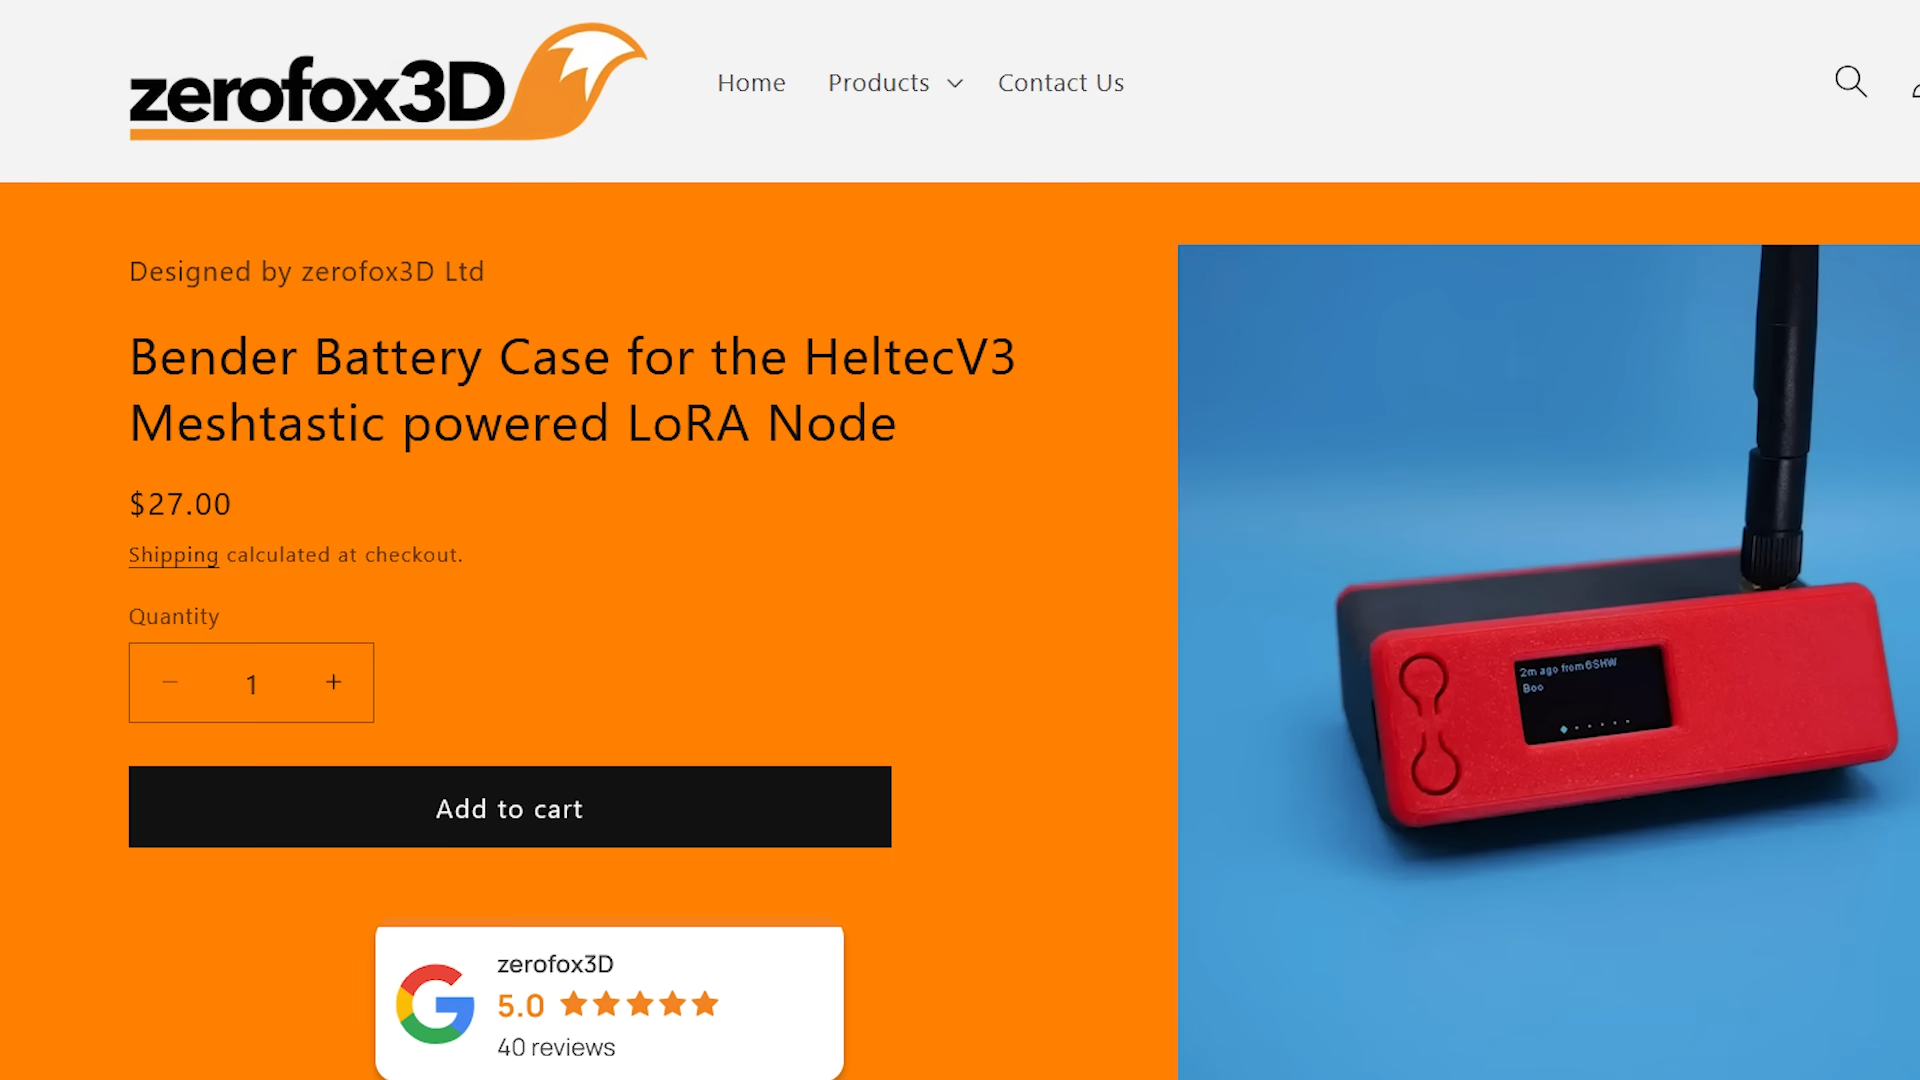 zerofox3D
Home
Products
Contact Us
Designed by zerofox3D Ltd
Bender Battery Case for the HeltecV3
Meshtastic powered LoRA Node
$27.00
Shipping calculated at checkout.
Quantity
− 1 +
Add to cart
2m ago from 6SHW
Boo
zerofox3D
5.0
40 reviews